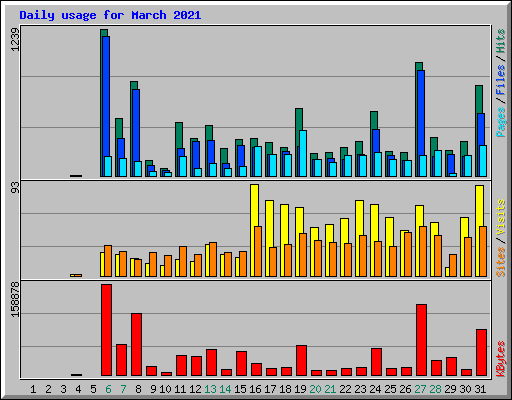 Daily usage for March 2021
1239
Pages / Files / Hits
93
Sites / Visits
158878
KBytes
1 2 3 4 5 6 7 8 9 10 11 12 13 14 15 16 17 18 19 20 21 22 23 24 25 26 27 28 29 30 31